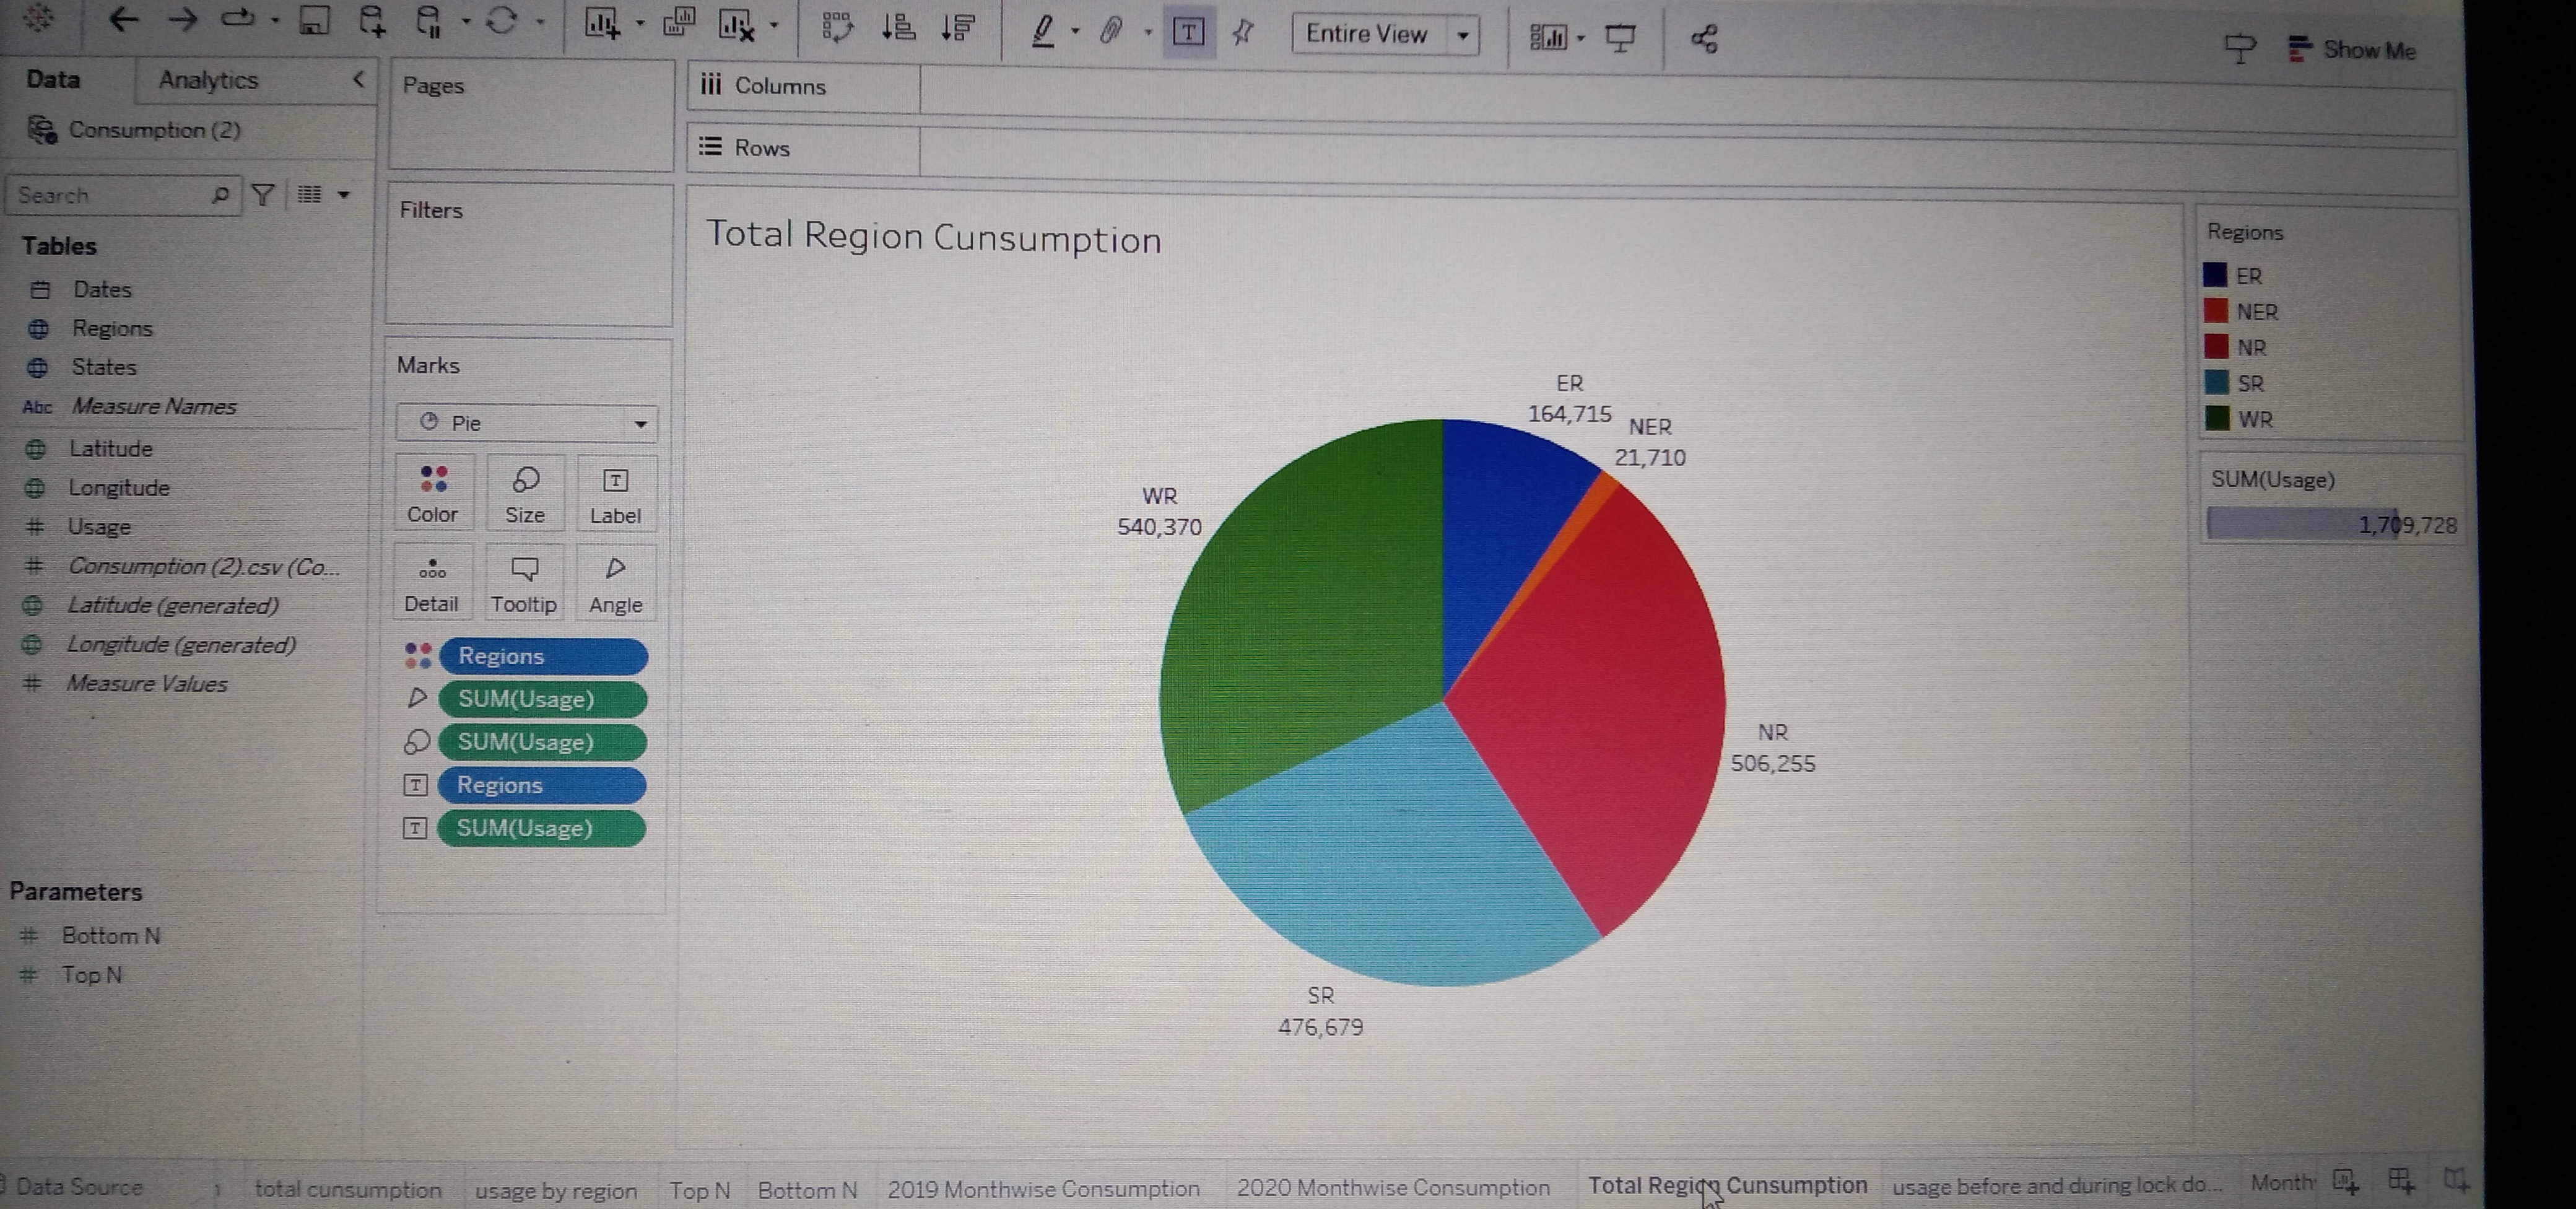 Entire View
Show Me
Data
Analytics
Consumption (2)
Search
Tables
Dates
Regions
States
Abc Measure Names
Latitude
Longitude
# Usage
# Consumption (2).csv (Co...
Latitude (generated)
Longitude (generated)
# Measure Values
Parameters
# Bottom N
# Top N
Pages
Filters
Marks
Pie
Color
Size
T
Label
Detail
Tooltip
Angle
Regions
SUM(Usage)
SUM(Usage)
T Regions
T SUM(Usage)
iii Columns
Rows
Total Region Cunsumption
ER
164,715
NER
21,710
WR
540,370
NR
506,255
SR
476,679
Regions
ER
NER
NR
SR
WR
SUM(Usage)
1,709,728
Data Source
total cunsumption
usage by region
Top N
Bottom N
2019 Monthwise Consumption
2020 Monthwise Consumption
Total Region Cunsumption
usage before and during lock do...
Month